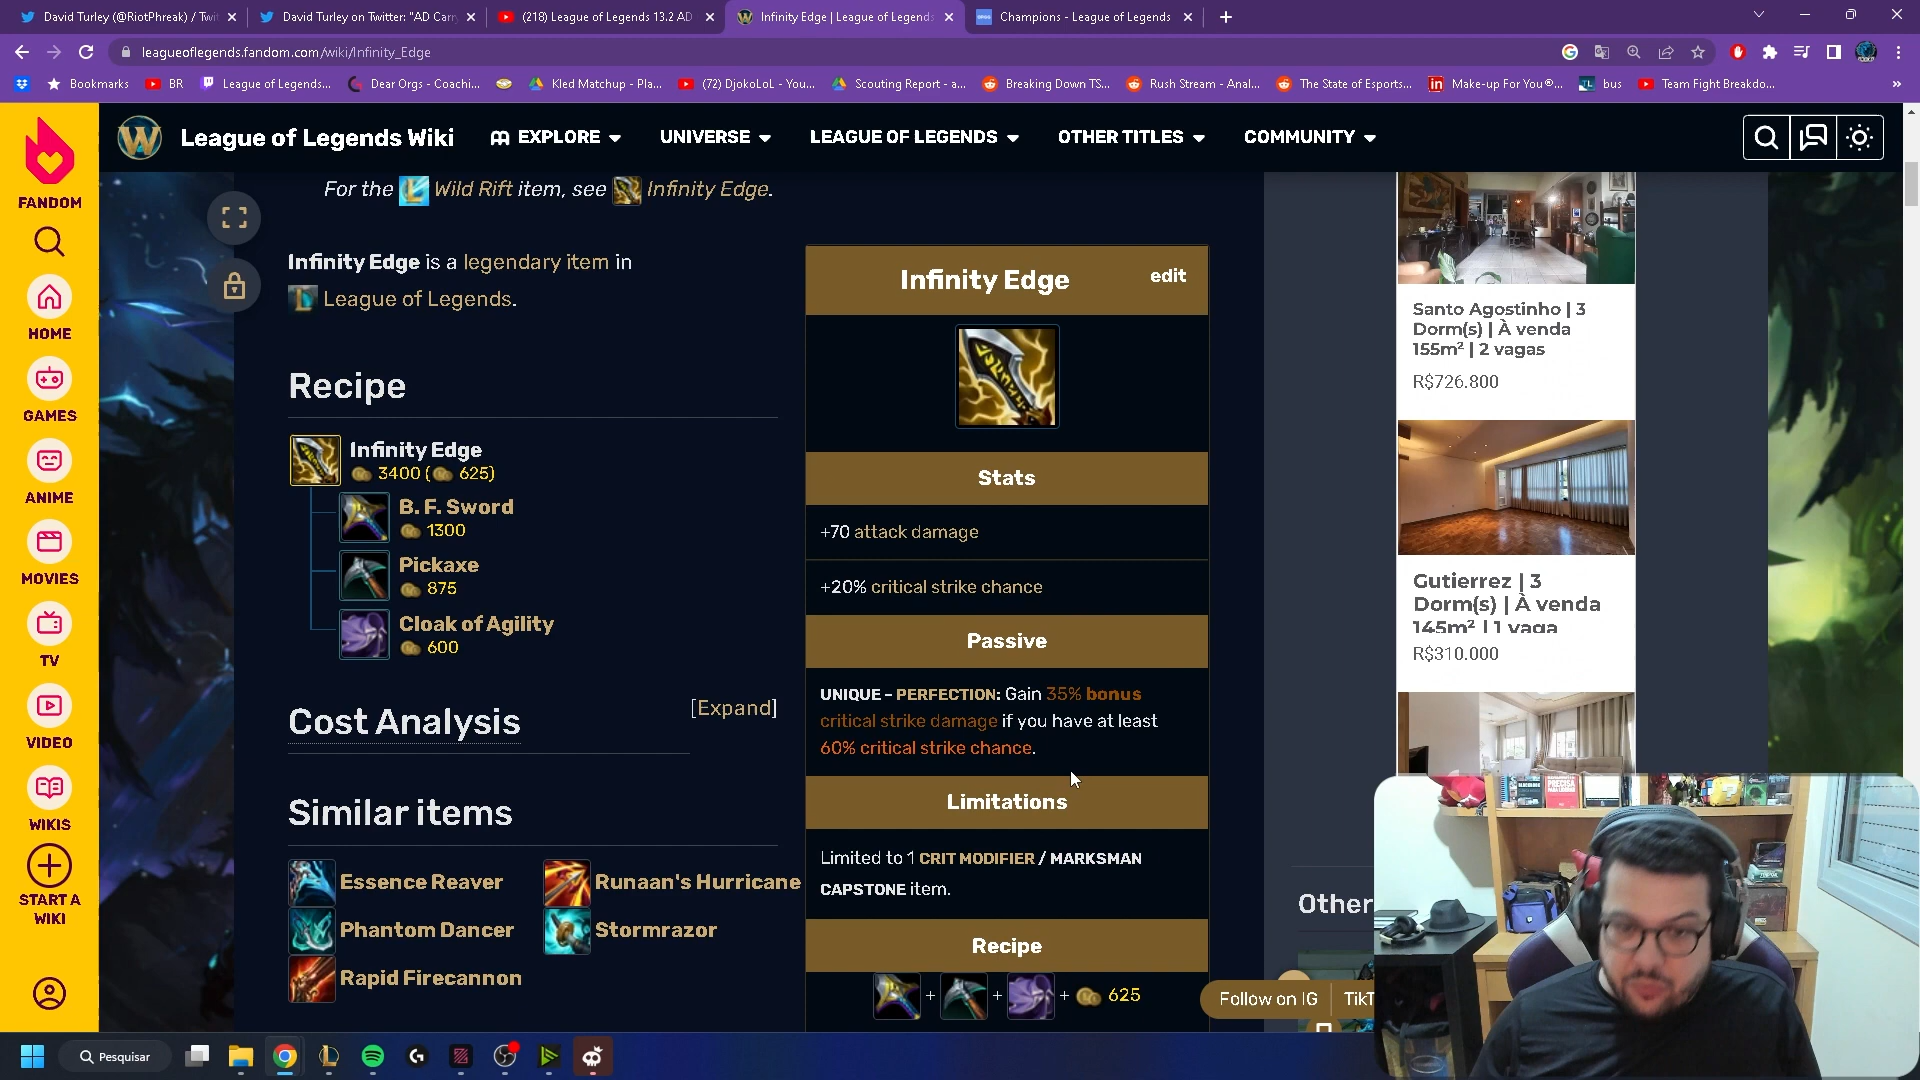 David Turley (@RiotPhreak) / Twit
David Turley on Twitter: "AD Carry
(218) League of Legends 13.2 AD
Infinity Edge | League of Legends
Champions - League of Legends
leagueoflegends.fandom.com/wiki/Infinity_Edge
Bookmarks
BR
League of Legends...
Dear Orgs - Coachi...
Kled Matchup - Pla...
(72) DjokoLoL - You...
Scouting Report - a...
Breaking Down TS...
Rush Stream - Anal...
The State of Esports...
Make-up For You®...
bus
Team Fight Breakdo...
»
FANDOM
HOME
GAMES
ANIME
MOVIES
TV
VIDEO
WIKIS
START A
WIKI
League of Legends Wiki
EXPLORE
UNIVERSE
LEAGUE OF LEGENDS
OTHER TITLES
COMMUNITY
For the Wild Rift item, see Infinity Edge.
Infinity Edge is a legendary item in
League of Legends.
Recipe
Infinity Edge
3400 ( 625)
B. F. Sword
1300
Pickaxe
875
Cloak of Agility
600
Cost Analysis
[Expand]
Similar items
Essence Reaver
Runaan's Hurricane
Phantom Dancer
Stormrazor
Rapid Firecannon
Infinity Edge
edit
Stats
+70 attack damage
+20% critical strike chance
Passive
UNIQUE – PERFECTION: Gain 35% bonus
critical strike damage if you have at least
60% critical strike chance.
Limitations
Limited to 1 CRIT MODIFIER / MARKSMAN
CAPSTONE item.
Recipe
+ + + 625
Santo Agostinho | 3
Dorm(s) | À venda
155m² | 2 vagas
R$726.800
Gutierrez | 3
Dorm(s) | À venda
145m² | 1 vaga
R$310.000
Other
Follow on IG
TikT
Pesquisar